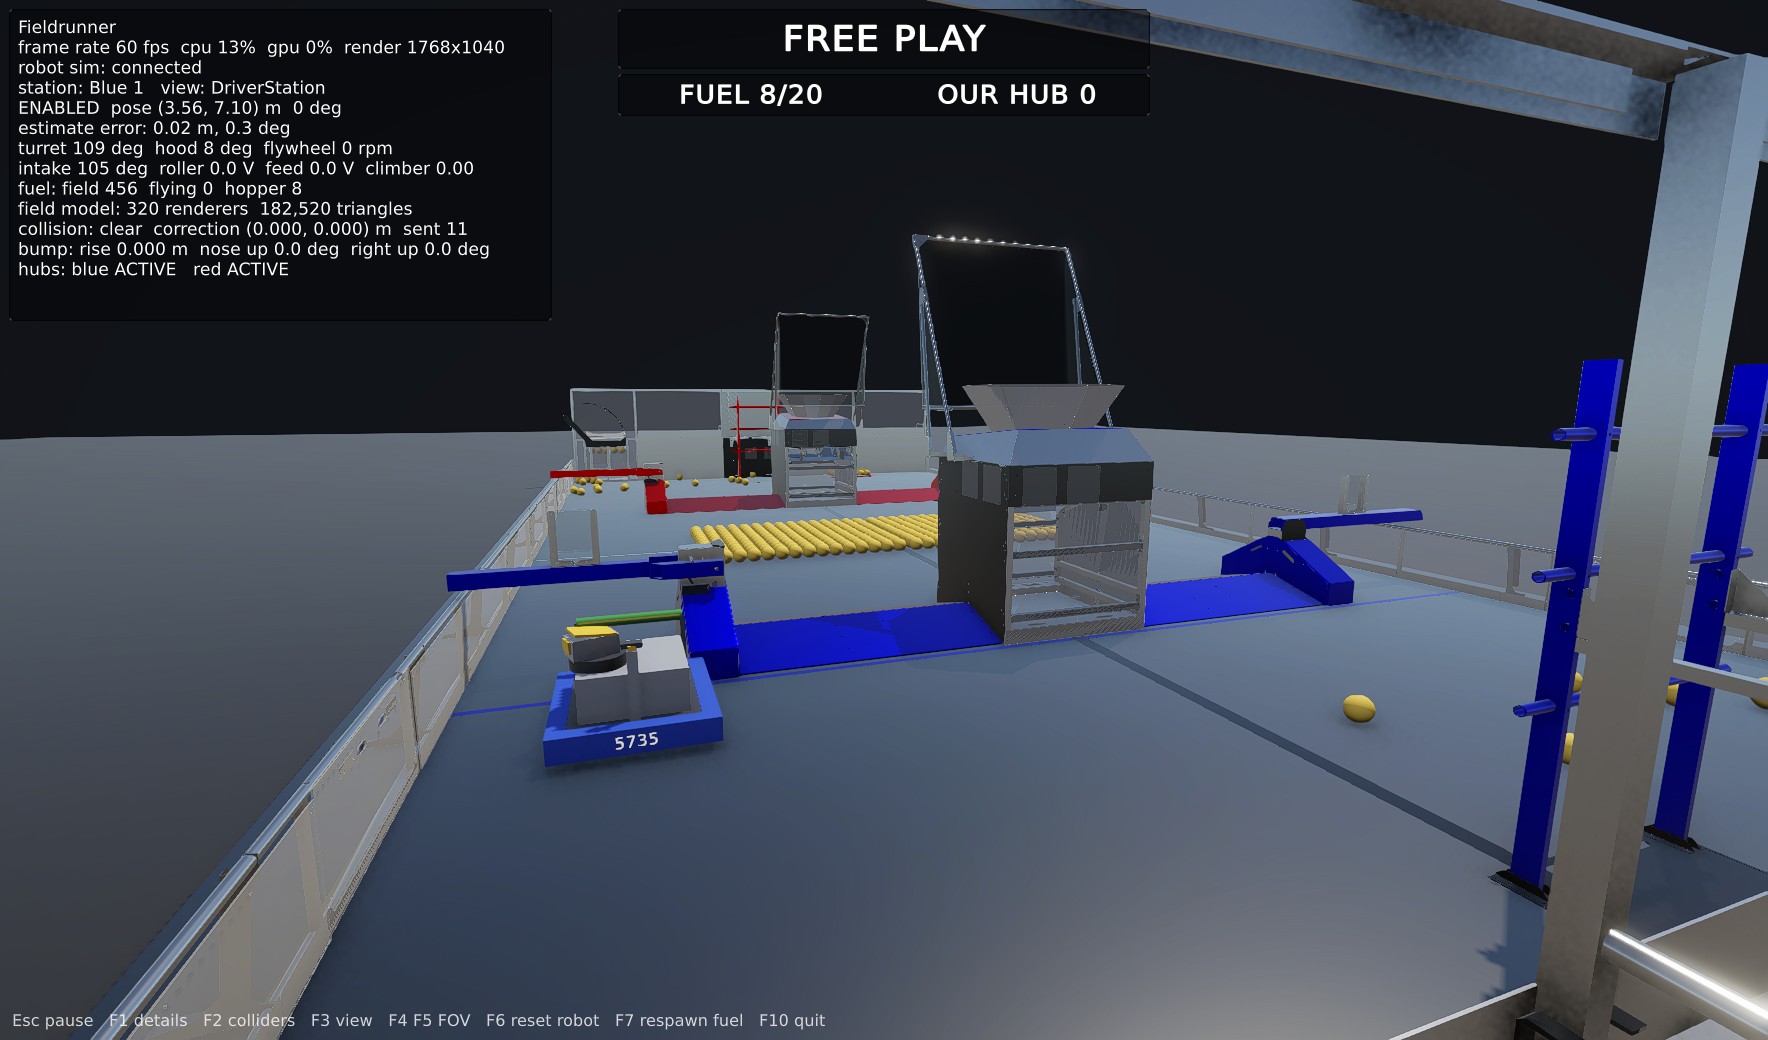 Fieldrunner
frame rate 60 fps  cpu 13%  gpu 0%  render 1768x1040
robot sim: connected
station: Blue 1   view: DriverStation
ENABLED  pose (3.56, 7.10) m  0 deg
estimate error: 0.02 m, 0.3 deg
turret 109 deg  hood 8 deg  flywheel 0 rpm
intake 105 deg  roller 0.0 V  feed 0.0 V  climber 0.00
fuel: field 456  flying 0  hopper 8
field model: 320 renderers  182,520 triangles
collision: clear  correction (0.000, 0.000) m  sent 11
bump: rise 0.000 m  nose up 0.0 deg  right up 0.0 deg
hubs: blue ACTIVE   red ACTIVE
FREE PLAY
FUEL 8/20   OUR HUB 0
5735
Esc pause   F1 details   F2 colliders   F3 view   F4 F5 FOV   F6 reset robot   F7 respawn fuel   F10 quit